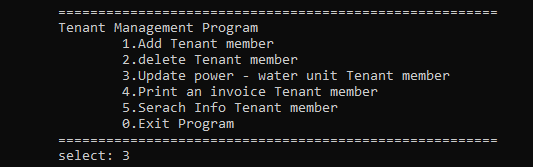 =======================================================
Tenant Management Program
1.Add Tenant member
2.delete Tenant member
3.Update power - water unit Tenant member
4.Print an invoice Tenant member
5.Serach Info Tenant member
0.Exit Program
=======================================================
select: 3